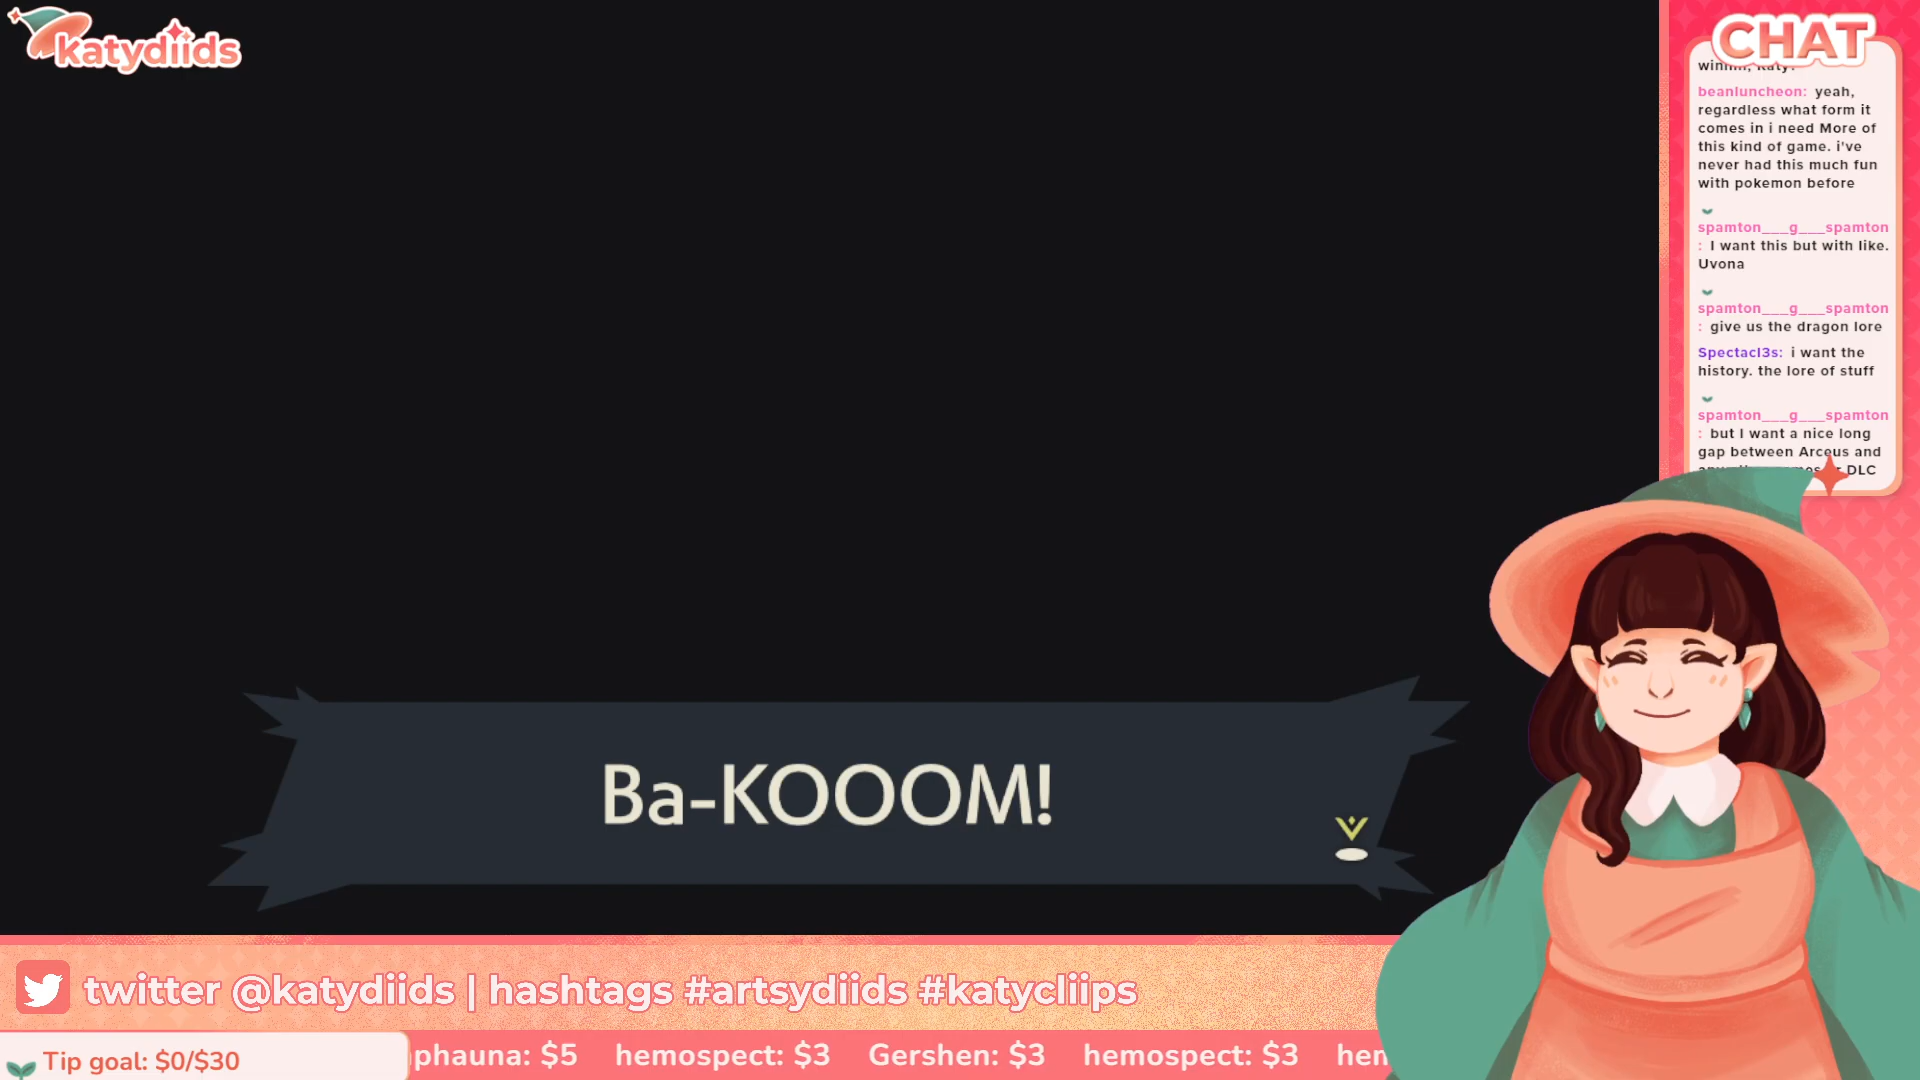 katydiids
CHAT
beanluncheon: yeah,
regardless what form it
comes in i need More of
this kind of game. i've
never had this much fun
with pokemon before
spamton___g___spamton
: I want this but with like.
Uvona
spamton___g___spamton
: give us the dragon lore
Spectacl3s: i want the
history. the lore of stuff
spamton___g___spamton
: but I want a nice long
gap between Arceus and
DLC
Ba-KOOOM!
twitter @katydiids | hashtags #artsydiids #katycliips
Tip goal: $0/$30
phauna: $5 hemospect: $3 Gershen: $3 hemospect: $3 hem